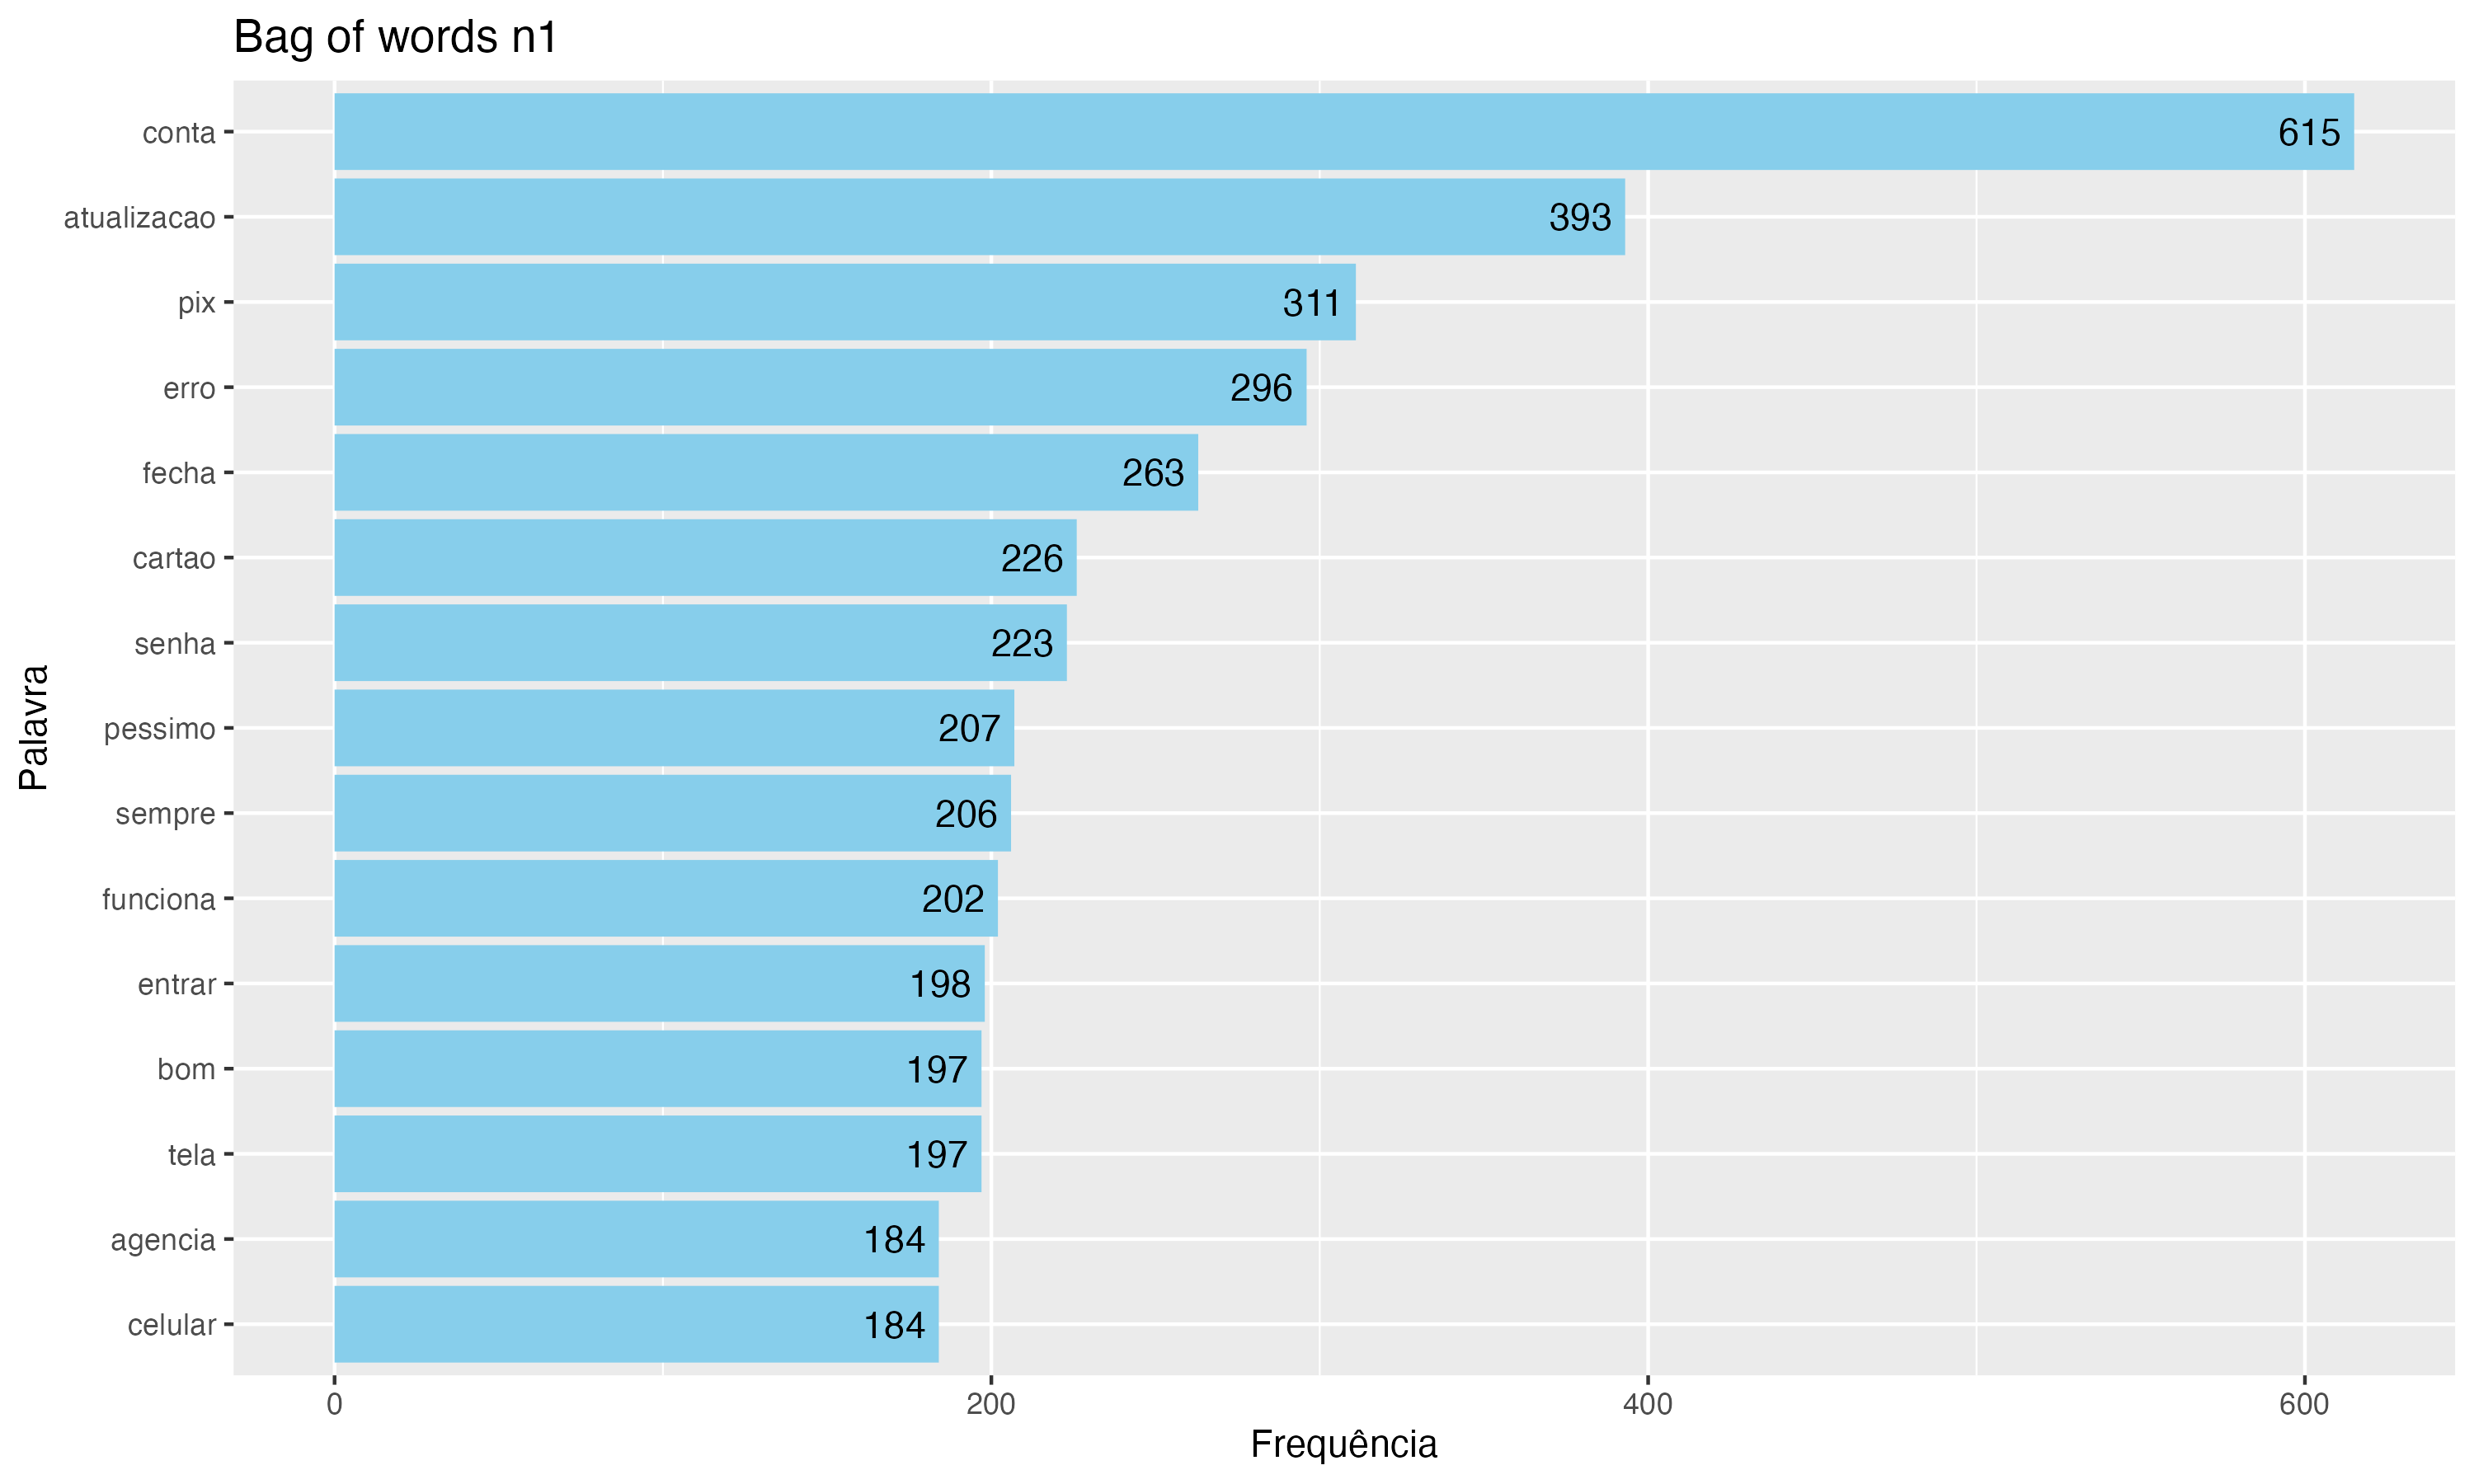 Bag of words n1
conta 615
atualizacao 393
pix 311
erro 296
fecha 263
cartao 226
senha 223
pessimo 207
sempre 206
funciona 202
entrar 198
bom 197
tela 197
agencia 184
celular 184
Palavra
0 200 400 600
Frequência